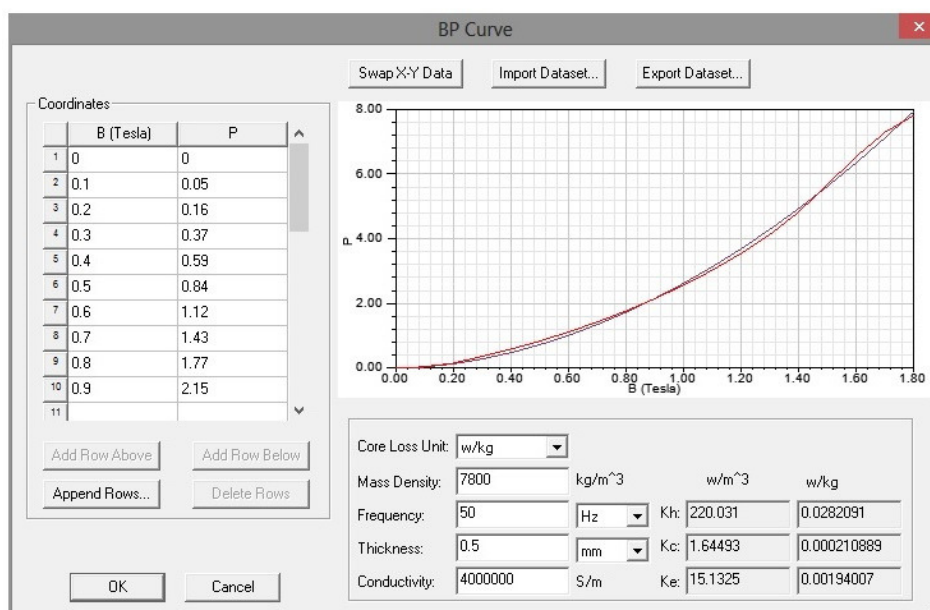 BP Curve
Swap X-Y Data Import Dataset... Export Dataset...
Coordinates
B (Tesla) P
1 0 0
2 0.1 0.05
3 0.2 0.16
4 0.3 0.37
5 0.4 0.59
6 0.5 0.84
7 0.6 1.12
8 0.7 1.43
9 0.8 1.77
10 0.9 2.15
11
Add Row Above Add Row Below
Append Rows... Delete Rows
OK Cancel
8.00
6.00
4.00
2.00
0.00
P
0.00 0.20 0.40 0.60 0.80 1.00 1.20 1.40 1.60 1.80
B (Tesla)
Core Loss Unit: w/kg
Mass Density: 7800 kg/m^3 w/m^3 w/kg
Frequency: 50 Hz Kh: 220.031 0.0282091
Thickness: 0.5 mm Kc: 1.64493 0.000210889
Conductivity: 4000000 S/m Ke: 15.1325 0.00194007